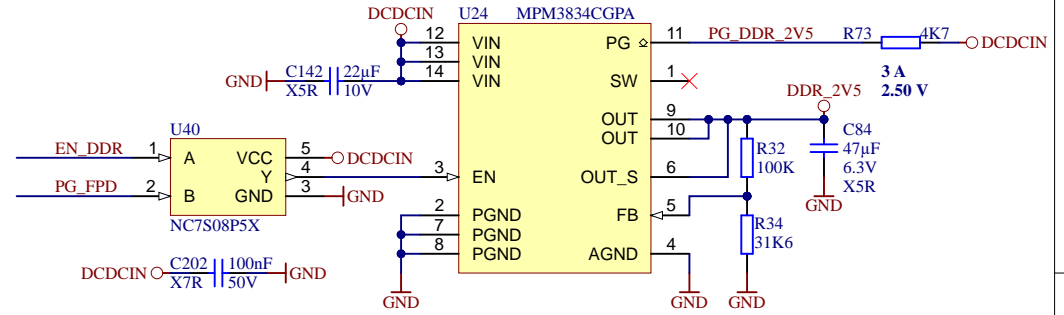 DCDCIN
U24 MPM3834CGPA
12 VIN
13 VIN
14 VIN
PG 11 PG_DDR_2V5 R73 4K7 DCDCIN
GND C142 22µF
X5R 10V
SW 1
3 A
2.50 V
DDR_2V5
OUT 9
OUT 10
U40
EN_DDR 1 A VCC 5 DCDCIN
Y 4 3 EN
PG_FPD 2 B GND 3 GND
NC7S08P5X
R32
100K
C84
47µF
6.3V
X5R
GND
OUT_S 6
2 PGND
7 PGND
8 PGND
FB 5
R34
31K6
AGND 4
DCDCIN C202 100nF GND
X7R 50V
GND
GND
GND